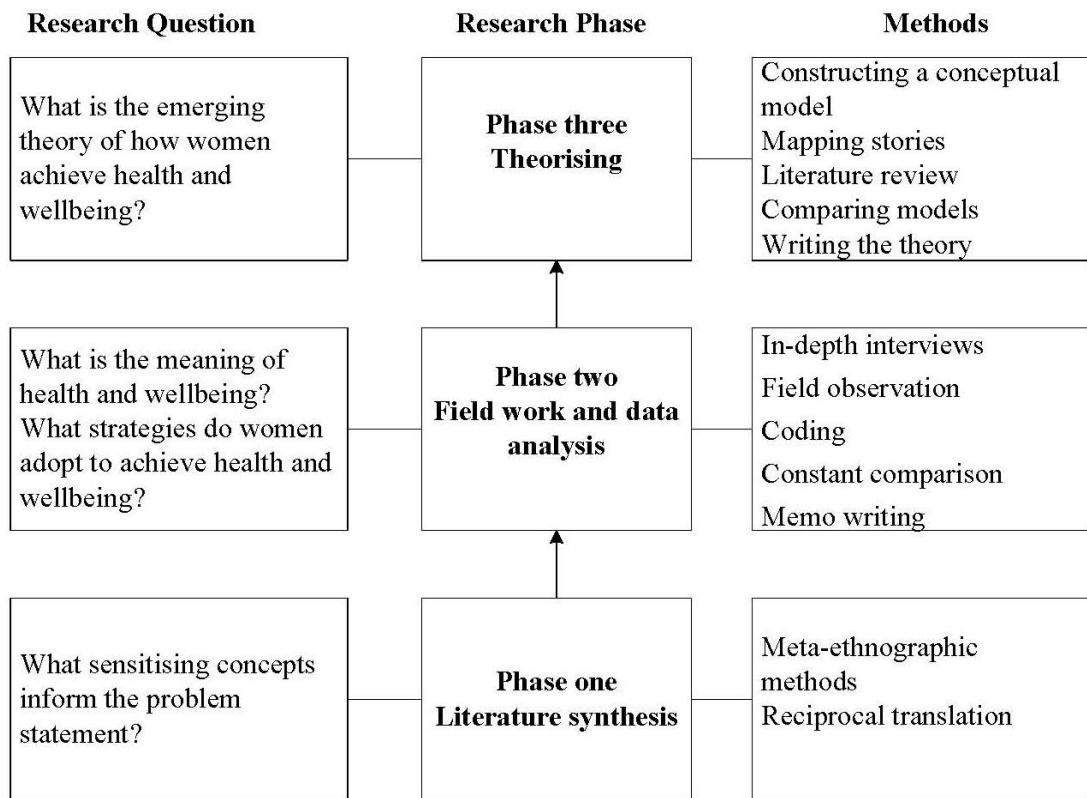 Research Question
Research Phase
Methods
What is the emerging
theory of how women
achieve health and
wellbeing?
Phase three
Theorising
Constructing a conceptual
model
Mapping stories
Literature review
Comparing models
Writing the theory
What is the meaning of
health and wellbeing?
What strategies do women
adopt to achieve health and
wellbeing?
Phase two
Field work and data
analysis
In-depth interviews
Field observation
Coding
Constant comparison
Memo writing
What sensitising concepts
inform the problem
statement?
Phase one
Literature synthesis
Meta-ethnographic
methods
Reciprocal translation